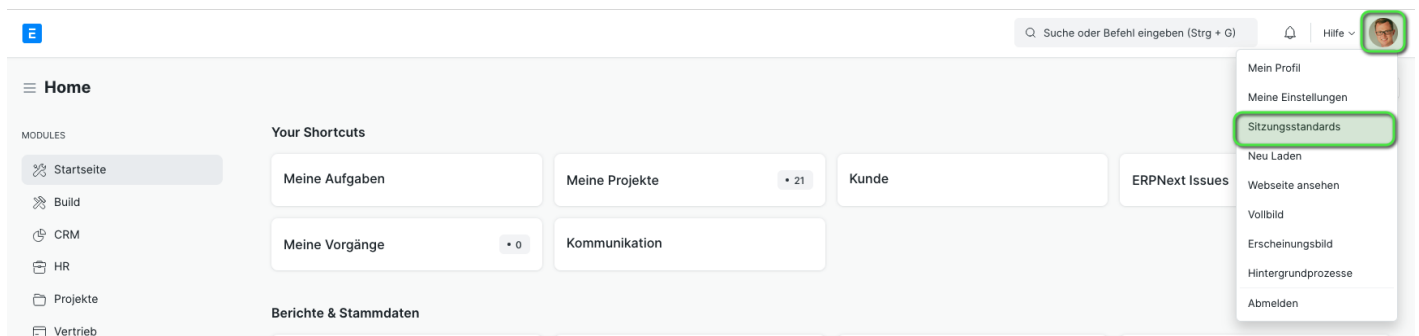 E
Suche oder Befehl eingeben (Strg + G)
Hilfe
Home
MODULES
Startseite
Build
CRM
HR
Projekte
Vertrieb
Your Shortcuts
Meine Aufgaben
Meine Projekte • 21
Kunde
ERPNext Issues
Meine Vorgänge • 0
Kommunikation
Berichte & Stammdaten
Mein Profil
Meine Einstellungen
Sitzungsstandards
Neu Laden
Webseite ansehen
Vollbild
Erscheinungsbild
Hintergrundprozesse
Abmelden